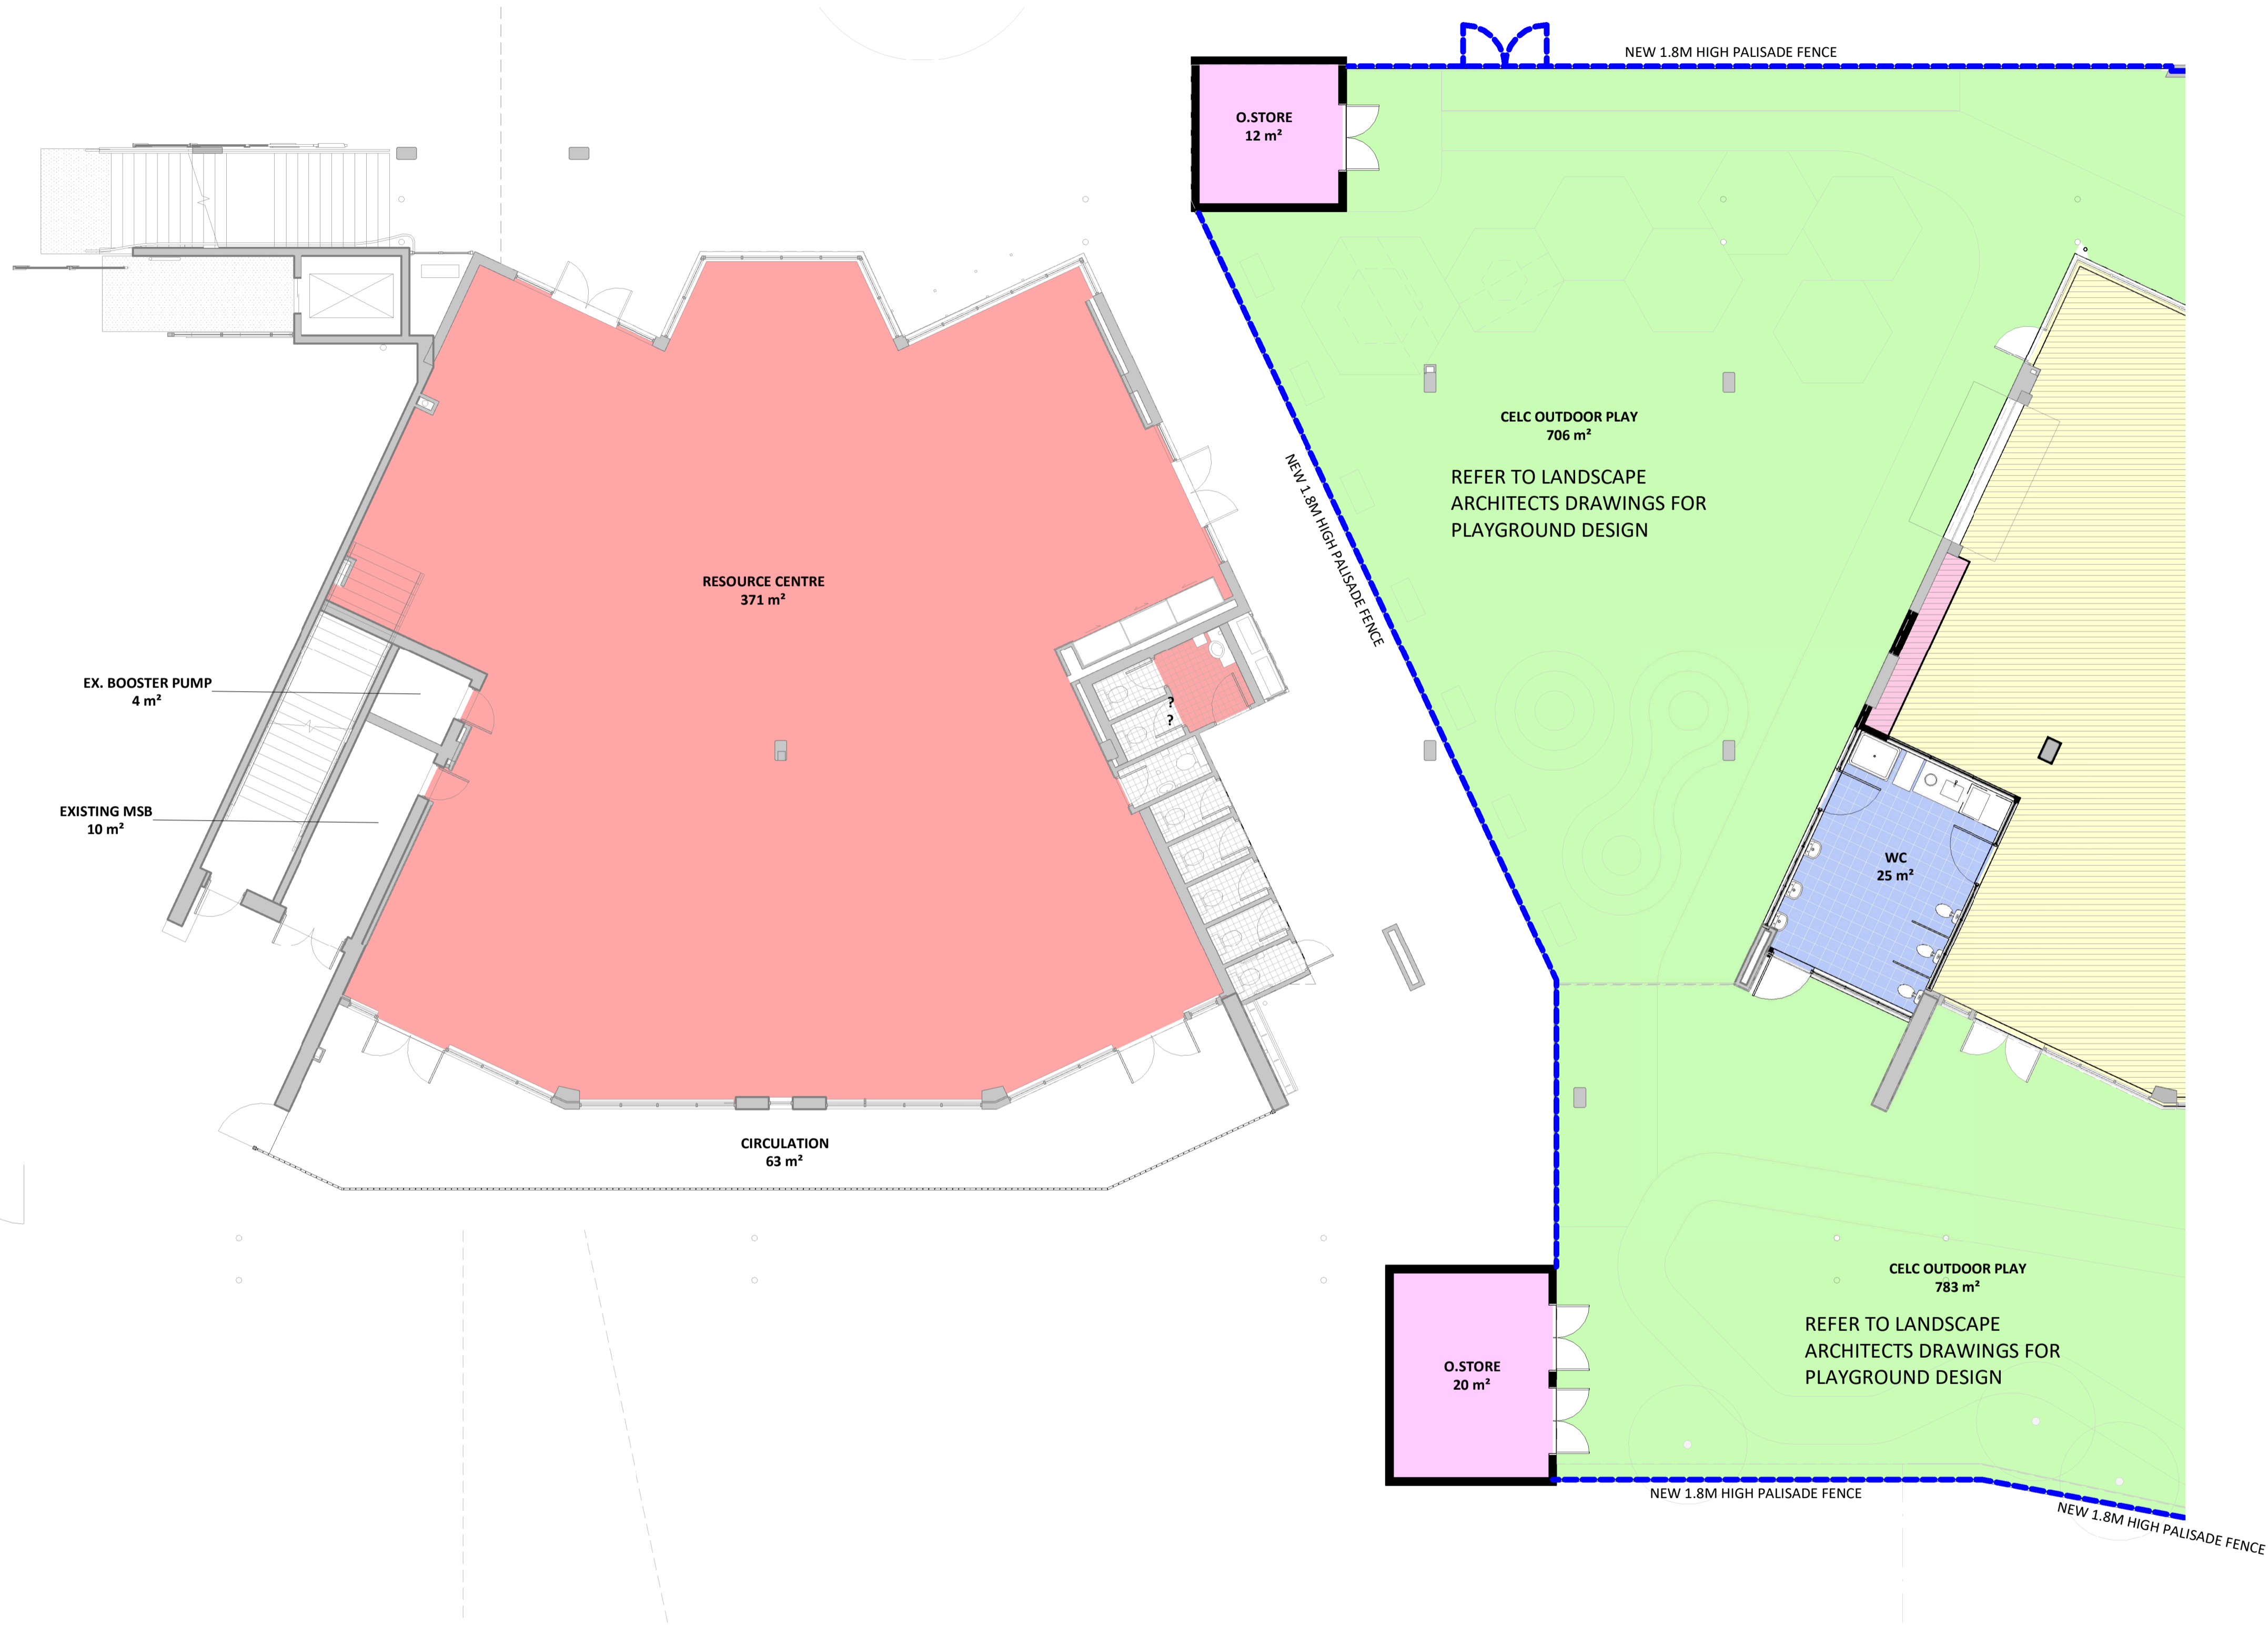 NEW 1.8M HIGH PALISADE FENCE
O.STORE
12 m²
CELC OUTDOOR PLAY
706 m²
REFER TO LANDSCAPE
ARCHITECTS DRAWINGS FOR
PLAYGROUND DESIGN
NEW 1.8M HIGH PALISADE FENCE
RESOURCE CENTRE
371 m²
EX. BOOSTER PUMP
4 m²
?
?
EXISTING MSB
10 m²
WC
25 m²
CIRCULATION
63 m²
CELC OUTDOOR PLAY
783 m²
REFER TO LANDSCAPE
ARCHITECTS DRAWINGS FOR
PLAYGROUND DESIGN
O.STORE
20 m²
NEW 1.8M HIGH PALISADE FENCE
NEW 1.8M HIGH PALISADE FENCE